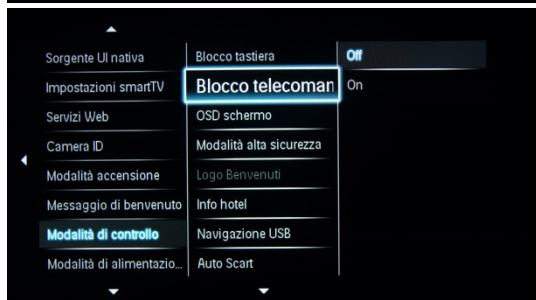 Sorgente UI nativa
Impostazioni smartTV
Servizi Web
Camera ID
Modalità accensione
Messaggio di benvenuto
Modalità di controllo
Modalità di alimentazio...
Blocco tastiera
Blocco telecoman
OSD schermo
Modalità alta sicurezza
Logo Benvenuti
Info hotel
Navigazione USB
Auto Scart
Off
On